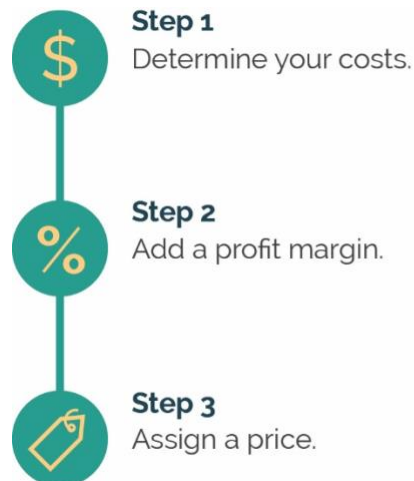 $
Step 1
Determine your costs.
%
Step 2
Add a profit margin.
Step 3
Assign a price.